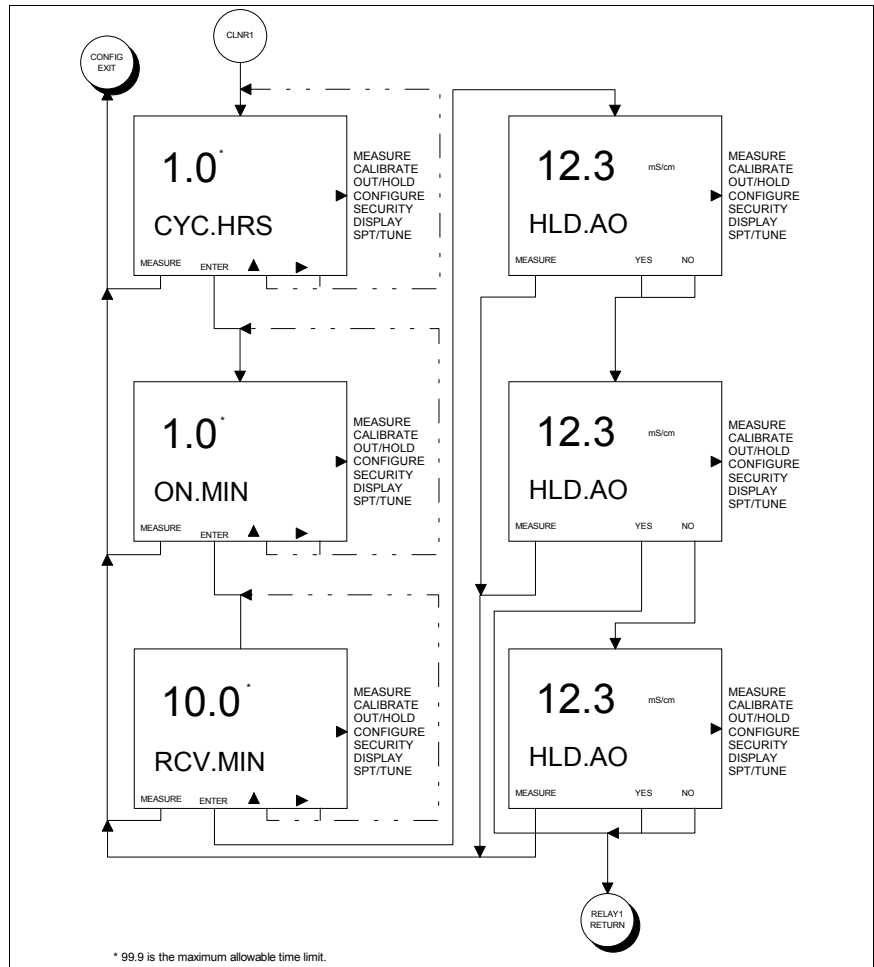 CONFIG
EXIT
CLNR1
1.0*
CYC.HRS
MEASURE ENTER
MEASURE
CALIBRATE
OUT/HOLD
CONFIGURE
SECURITY
DISPLAY
SPT/TUNE
1.0*
ON.MIN
MEASURE ENTER
MEASURE
CALIBRATE
OUT/HOLD
CONFIGURE
SECURITY
DISPLAY
SPT/TUNE
10.0*
RCV.MIN
MEASURE ENTER
MEASURE
CALIBRATE
OUT/HOLD
CONFIGURE
SECURITY
DISPLAY
SPT/TUNE
12.3 mS/cm
HLD.AO
MEASURE YES NO
MEASURE
CALIBRATE
OUT/HOLD
CONFIGURE
SECURITY
DISPLAY
SPT/TUNE
12.3 mS/cm
HLD.AO
MEASURE YES NO
MEASURE
CALIBRATE
OUT/HOLD
CONFIGURE
SECURITY
DISPLAY
SPT/TUNE
12.3 mS/cm
HLD.AO
MEASURE YES NO
MEASURE
CALIBRATE
OUT/HOLD
CONFIGURE
SECURITY
DISPLAY
SPT/TUNE
RELAY1
RETURN
* 99.9 is the maximum allowable time limit.